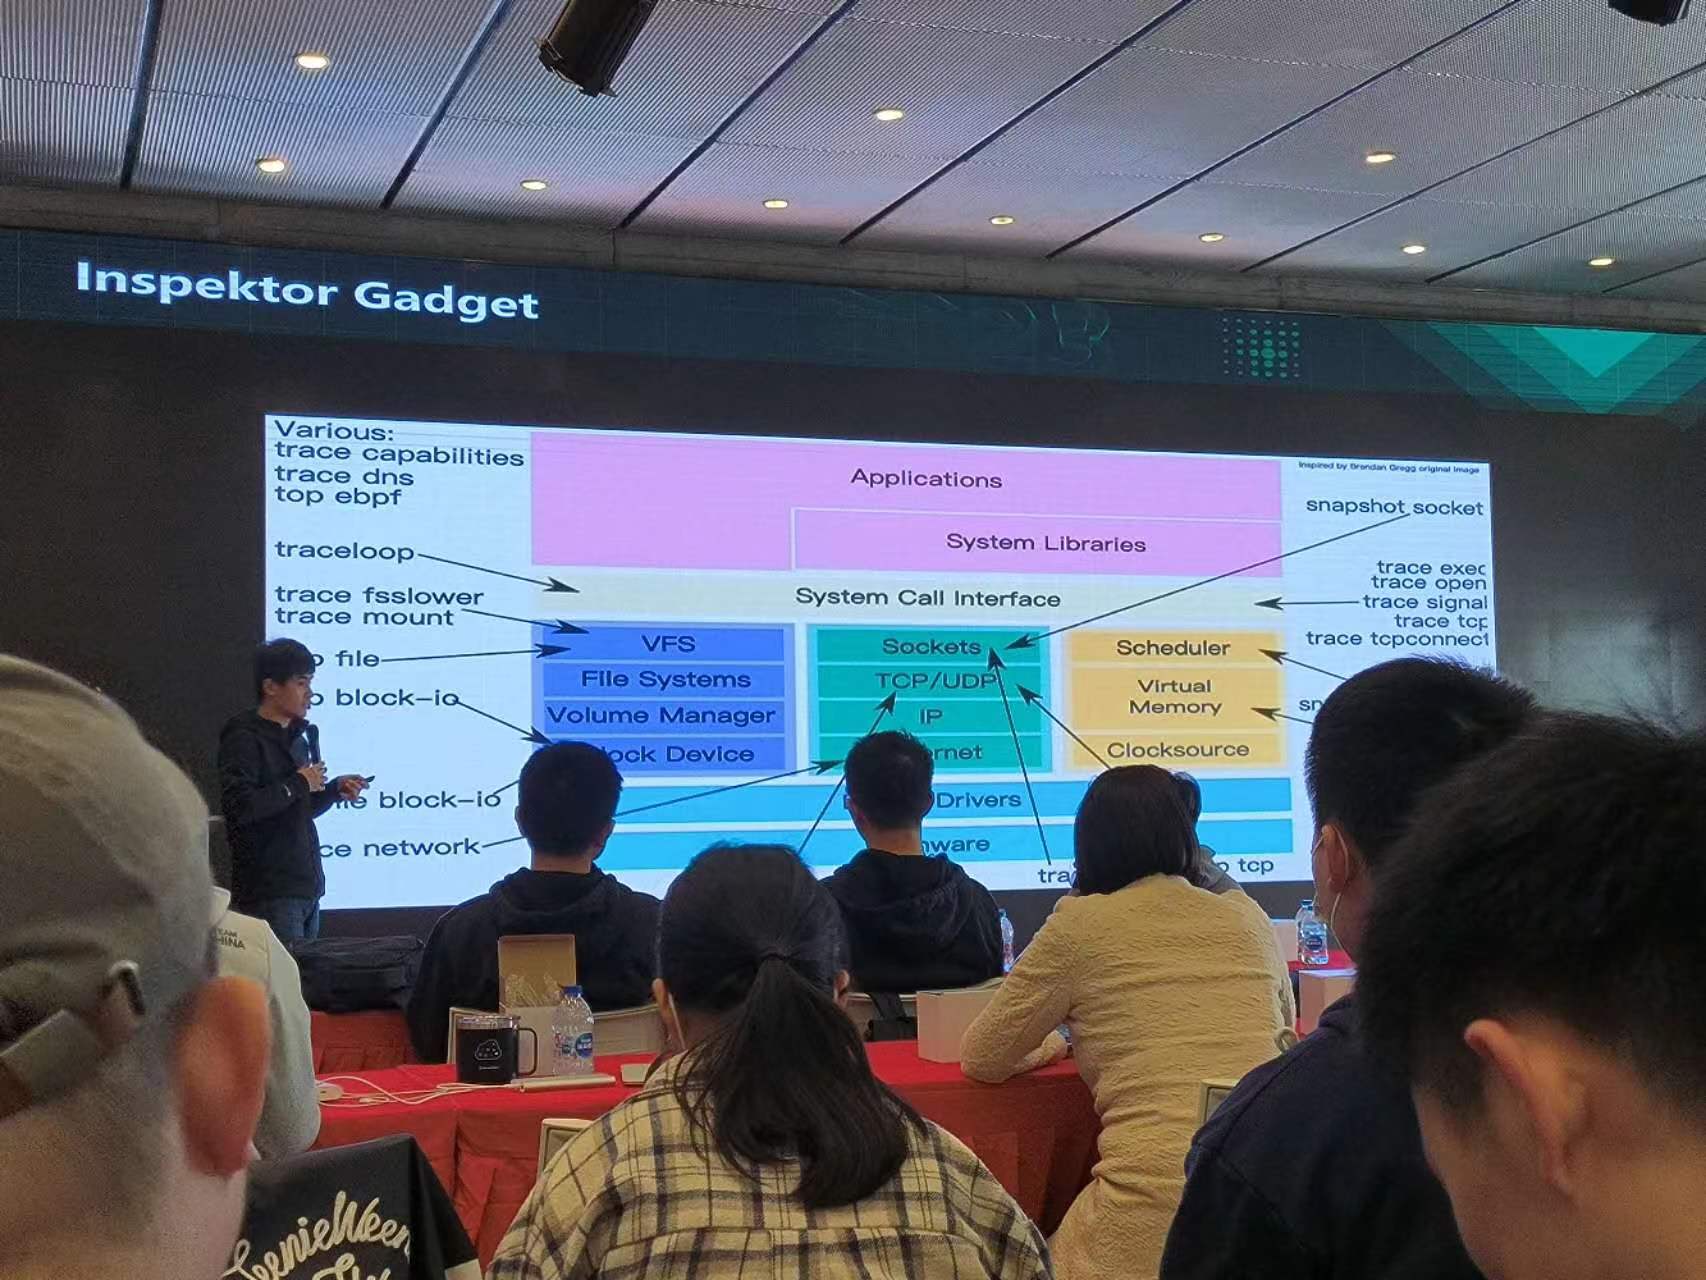 Inspektor Gadget
Various:
trace capabilities
trace dns
top ebpf
traceloop
trace fsslower
trace mount
file
block-io
block-io
network
Applications
System Libraries
System Call Interface
VFS
File Systems
Volume Manager
Device
Sockets
TCP/UDP
IP
Scheduler
Virtual
Memory
Clocksource
Drivers
Inspired by Brendan Gregg original image
snapshot socket
trace exec
trace open
trace signal
trace tcp
trace tcpconnect
tcp